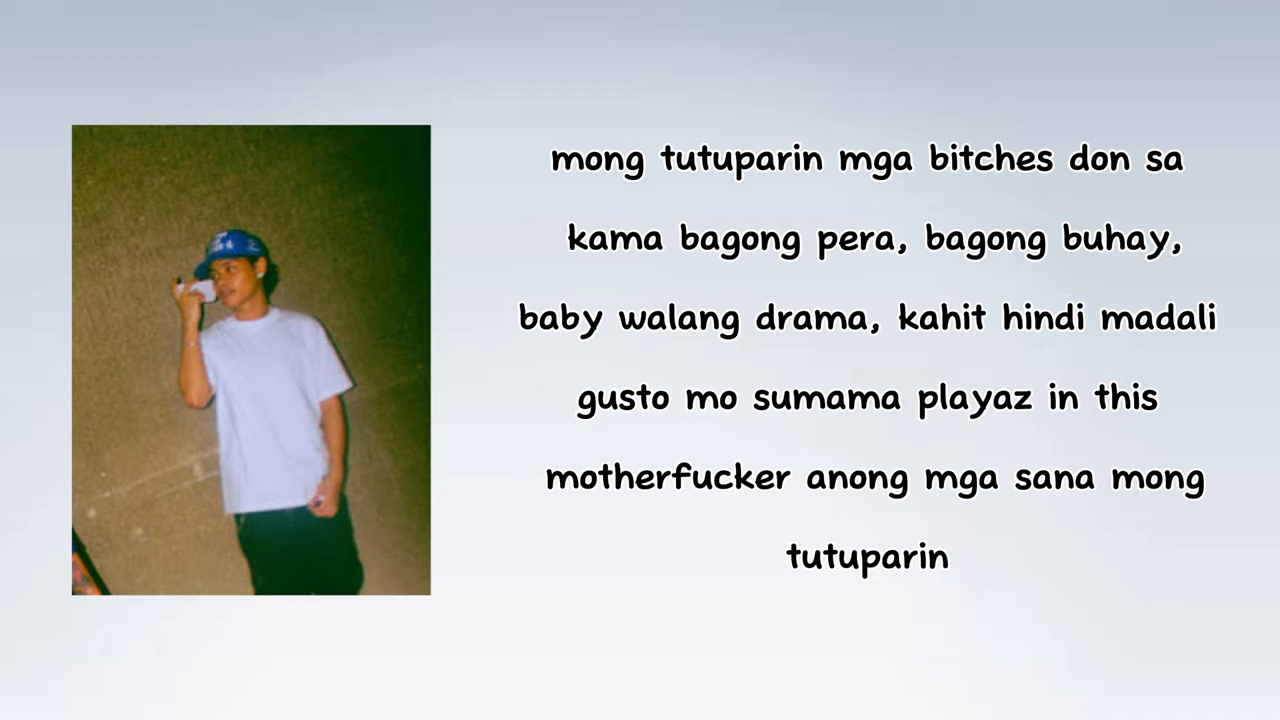 mong tutuparin mga bitches don sa
kama bagong pera, bagong buhay,
baby walang drama, kahit hindi madali
gusto mo sumama playaz in this
motherfucker anong mga sana mong
tutuparin